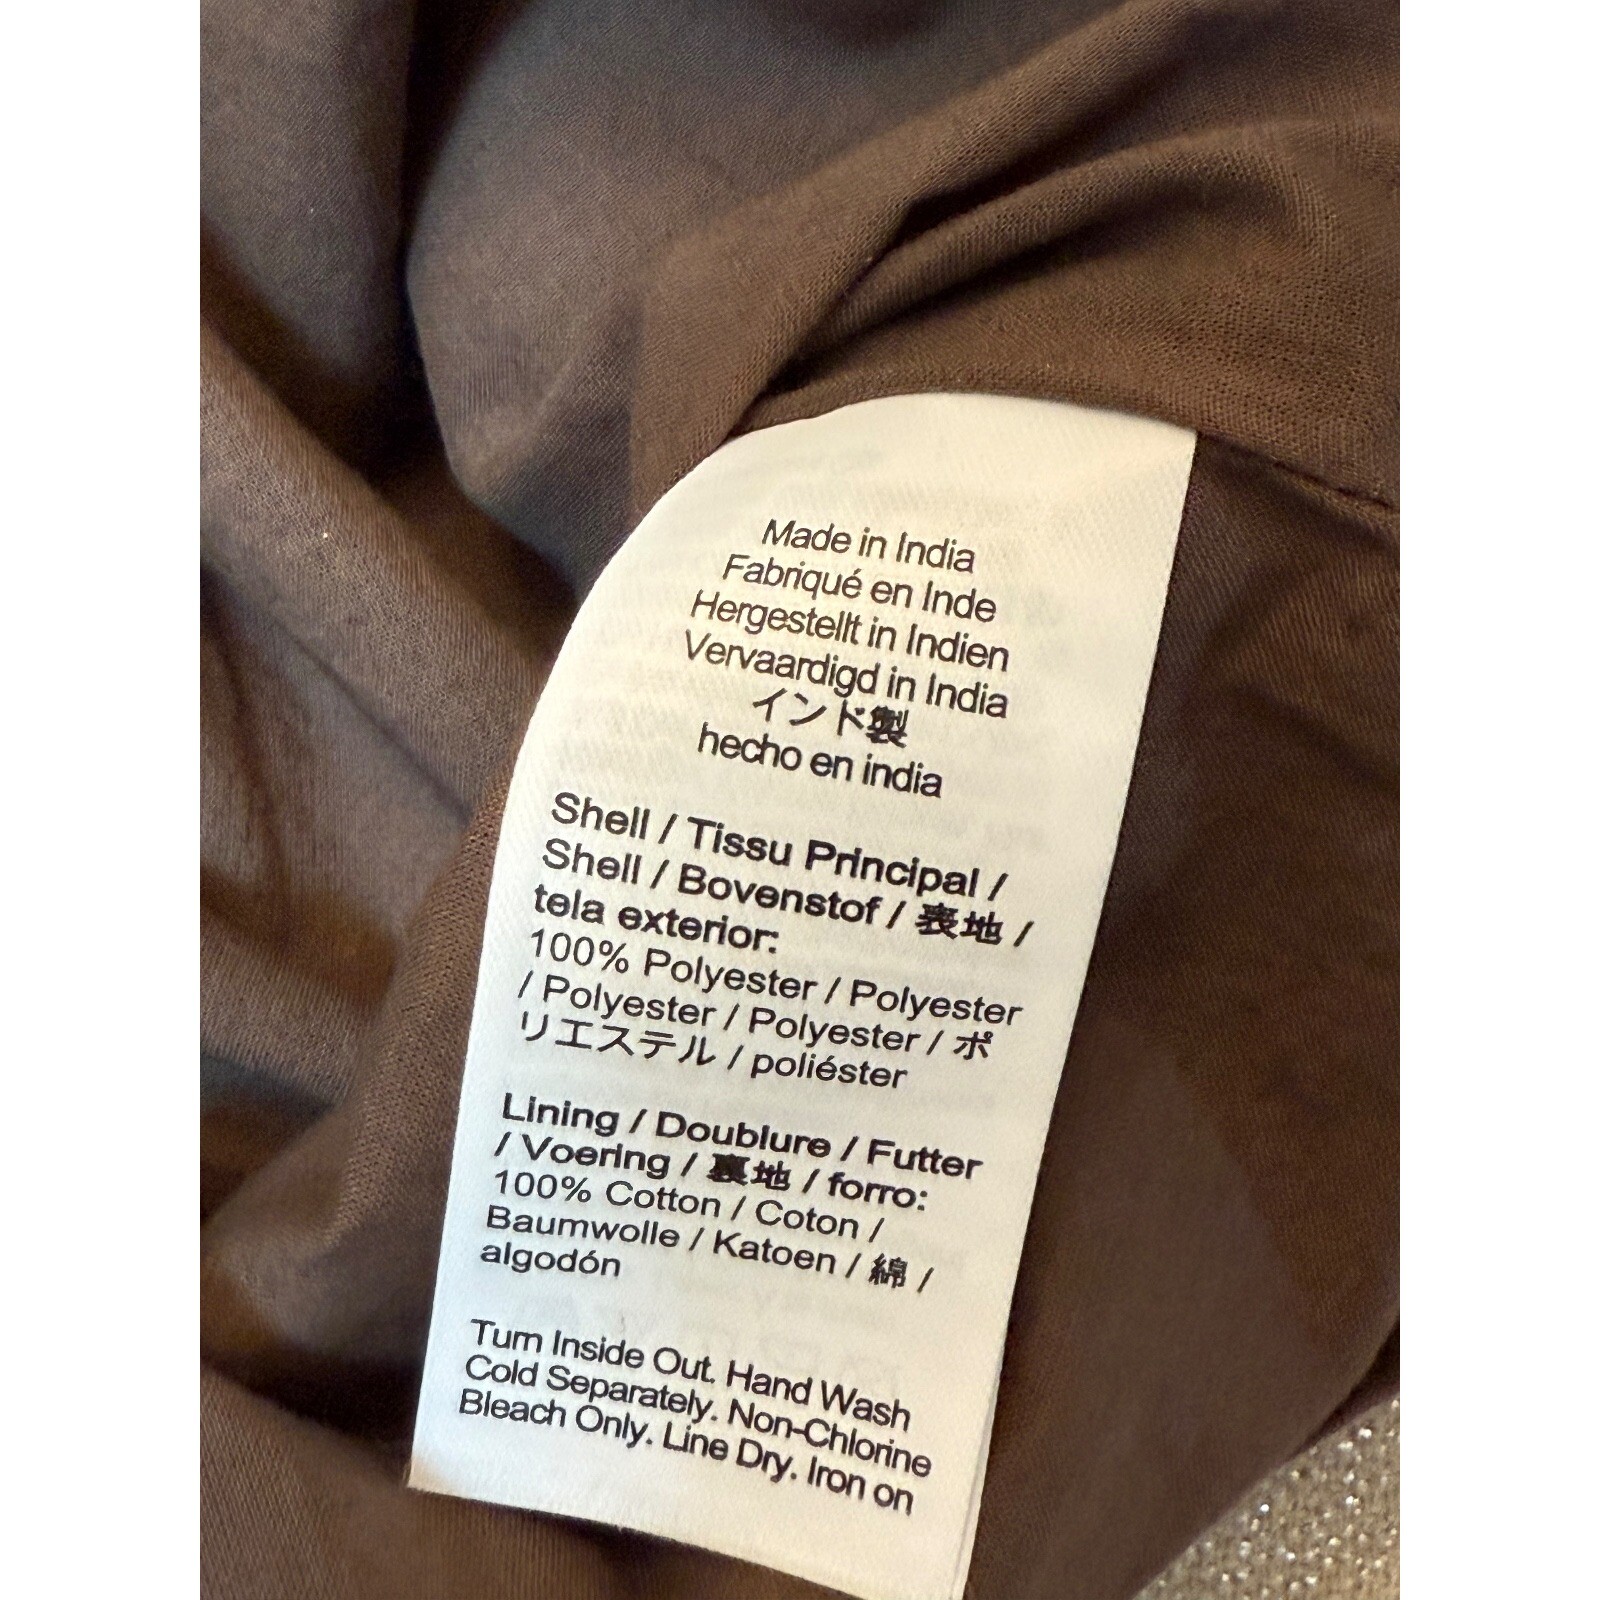 Made in India
Fabriqué en Inde
Hergestellt in Indien
Vervaardigd in India
インド製
hecho en india
Shell / Tissu Principal /
Shell / Bovenstof / 表地 /
tela exterior:
100% Polyester / Polyester
/ Polyester / Polyester / ポ
リエステル / poliéster
Lining / Doublure / Futter
/ Voering / 裏地 / forro:
100% Cotton / Coton /
Baumwolle / Katoen / 綿 /
algodón
Turn Inside Out. Hand Wash
Cold Separately. Non-Chlorine
Bleach Only. Line Dry. Iron on